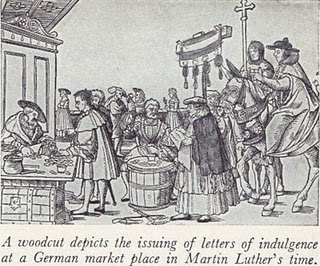 A woodcut depicts the issuing of letters of indulgence
at a German market place in Martin Luther's time.